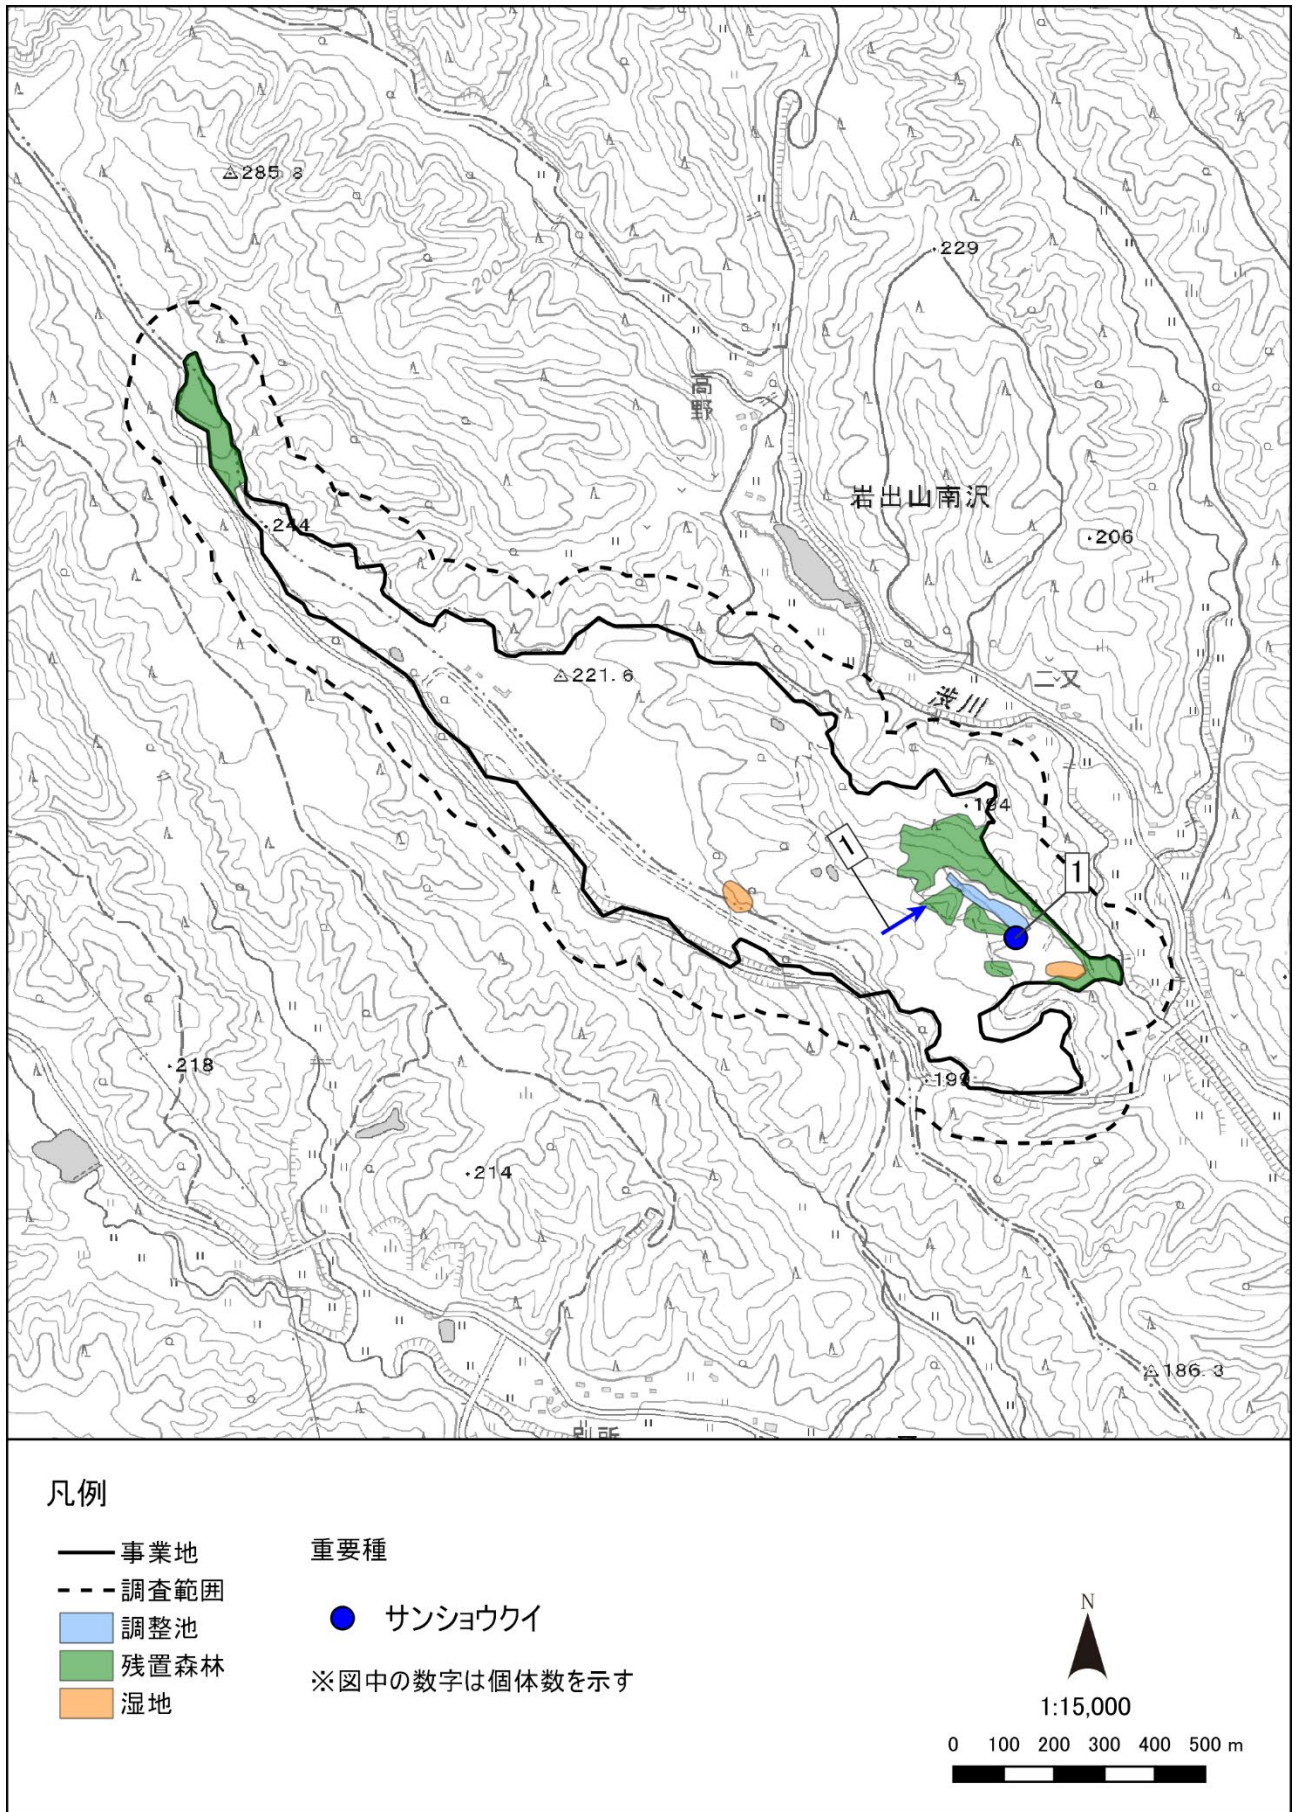 285.8
229
200
高野
岩出山南沢
206
244
221.6
二又
渋川
194
1
1
218
199
170
214
186.3
別所
凡例
事業地
調査範囲
調整池
残置森林
湿地
重要種
サンショウクイ
※図中の数字は個体数を示す
N
1:15,000
0 100 200 300 400 500 m